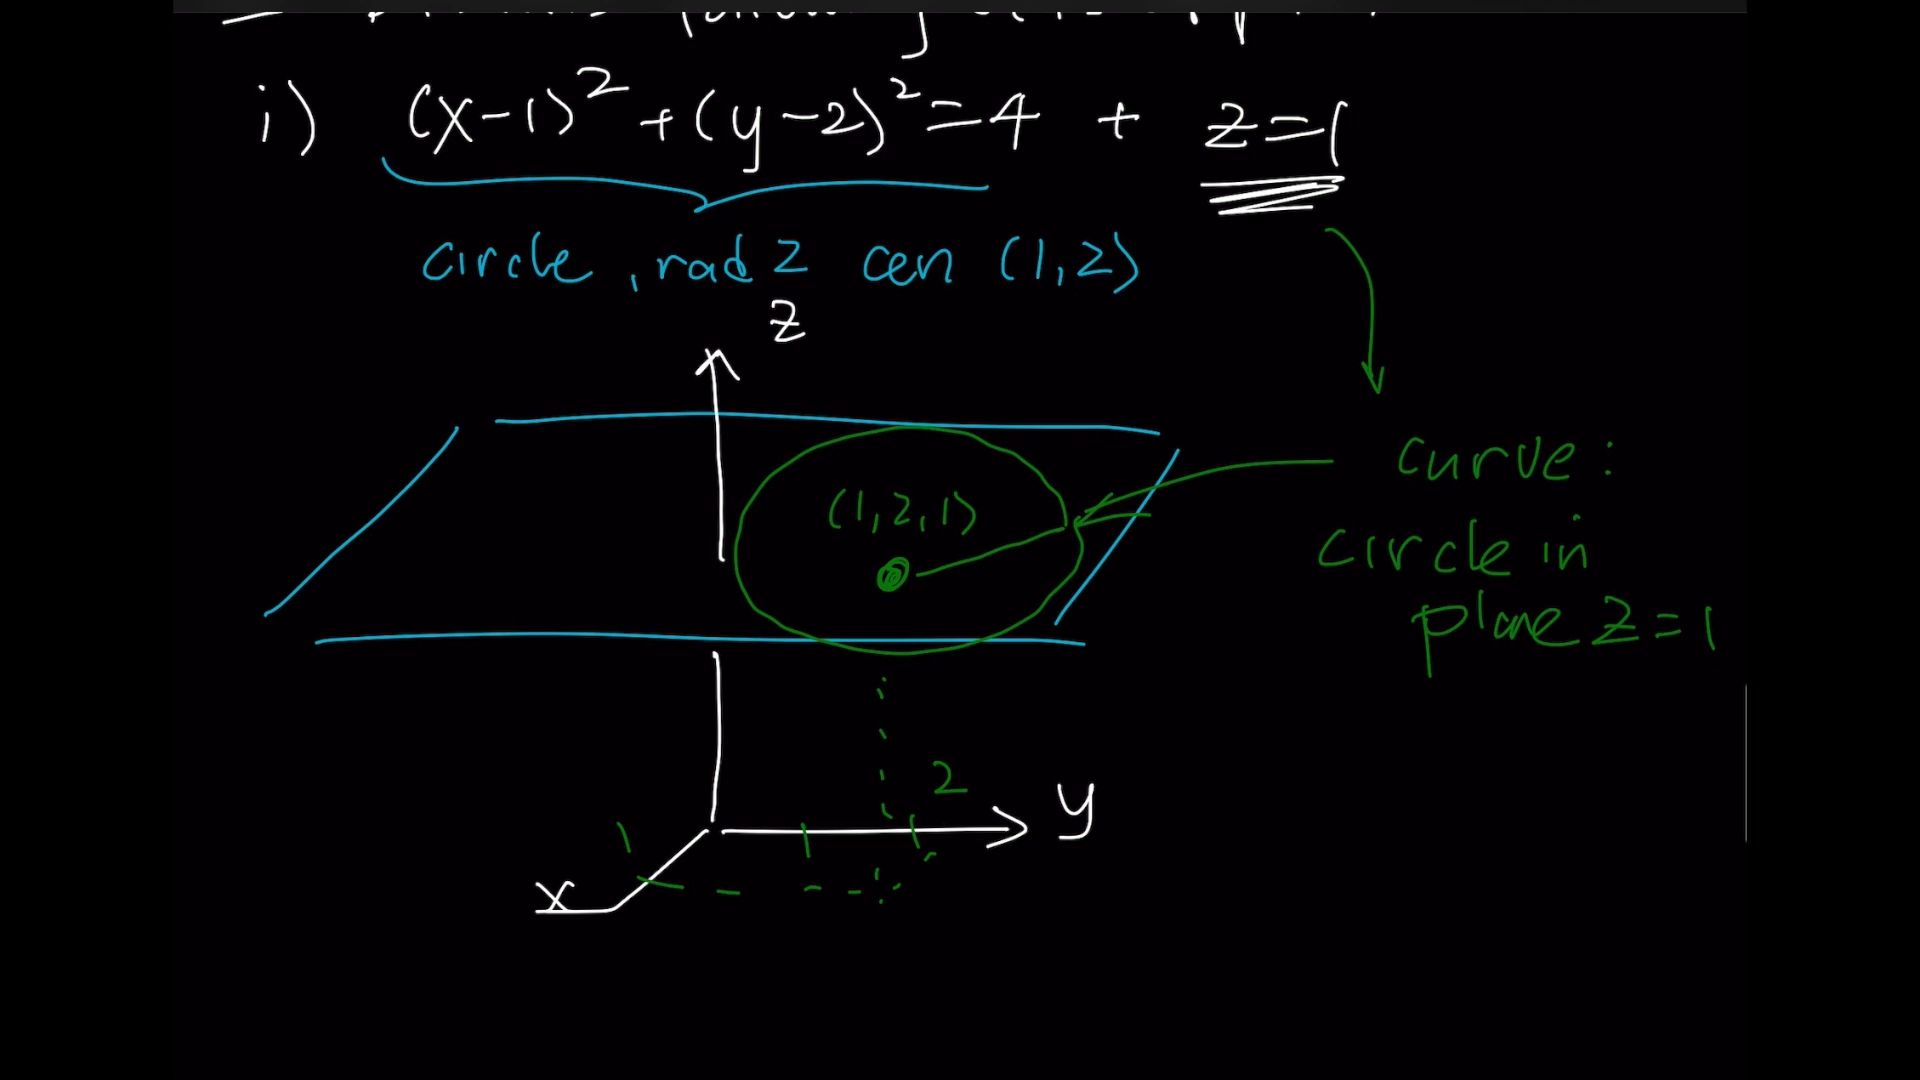 i) (x-1)² + (y-2)² = 4 + z=1
circle, rad 2 cen (1,2)
z
(1,2,1)
curve:
circle in
plane z=1
2
y
1
x